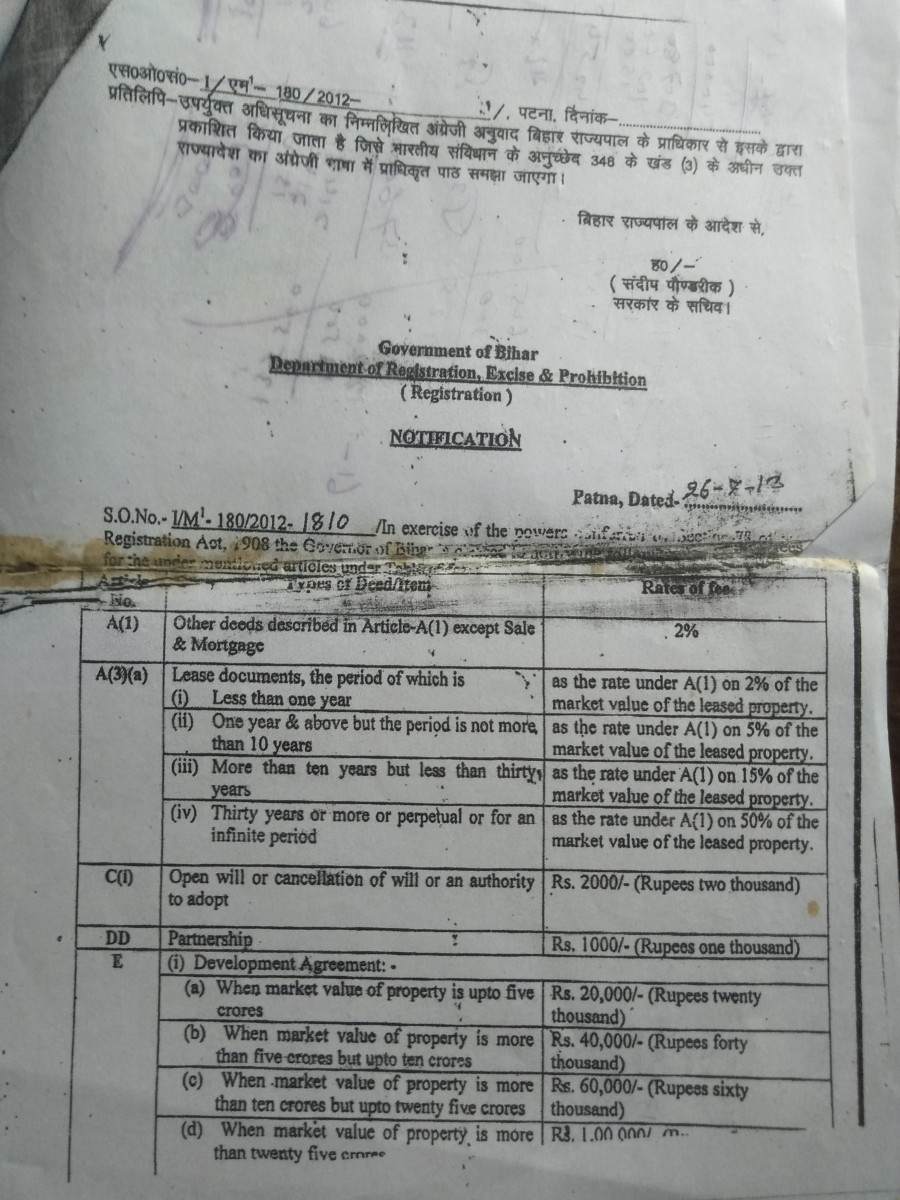 एस0ओ0सं0- I/एम1- 180/2012- /, पटना, दिनांक-
प्रतिलिपि-उपर्युक्त अधिसूचना का निम्नलिखित अंग्रेजी अनुवाद बिहार राज्यपाल के प्राधिकार से इसके द्वारा
प्रकाशित किया जाता है जिसे भारतीय संविधान के अनुच्छेद 348 के खंड (3) के अधीन उक्त
राज्यादेश का अंग्रेजी भाषा में प्राधिकृत पाठ समझा जाएगा।
बिहार राज्यपाल के आदेश से,
ह0/-
( संदीप पौण्डरीक )
सरकार के सचिव।
Government of Bihar
Department of Registration, Excise & Prohibition
( Registration )
NOTIFICATION
Patna, Dated- 26-7-13
S.O.No.- I/M1- 180/2012- 1810 /In exercise of the powers
Registration Act, 1908 the Governor of Bihar
for the under mentioned articles under
Article No. Types of Deed/Item Rates of fee
A(1) Other deeds described in Article-A(1) except Sale 2%
& Mortgage
A(3)(a) Lease documents, the period of which is as the rate under A(1) on 2% of the
(i) Less than one year market value of the leased property.
(ii) One year & above but the period is not more as the rate under A(1) on 5% of the
than 10 years market value of the leased property.
(iii) More than ten years but less than thirty as the rate under A(1) on 15% of the
years market value of the leased property.
(iv) Thirty years or more or perpetual or for an as the rate under A(1) on 50% of the
infinite period market value of the leased property.
C(i) Open will or cancellation of will or an authority Rs. 2000/- (Rupees two thousand)
to adopt
DD Partnership Rs. 1000/- (Rupees one thousand)
E (i) Development Agreement: -
(a) When market value of property is upto five Rs. 20,000/- (Rupees twenty
crores thousand)
(b) When market value of property is more Rs. 40,000/- (Rupees forty
than five crores but upto ten crores thousand)
(c) When market value of property is more Rs. 60,000/- (Rupees sixty
than ten crores but upto twenty five crores thousand)
(d) When market value of property is more Rs. 1,00,000/
than twenty five crores